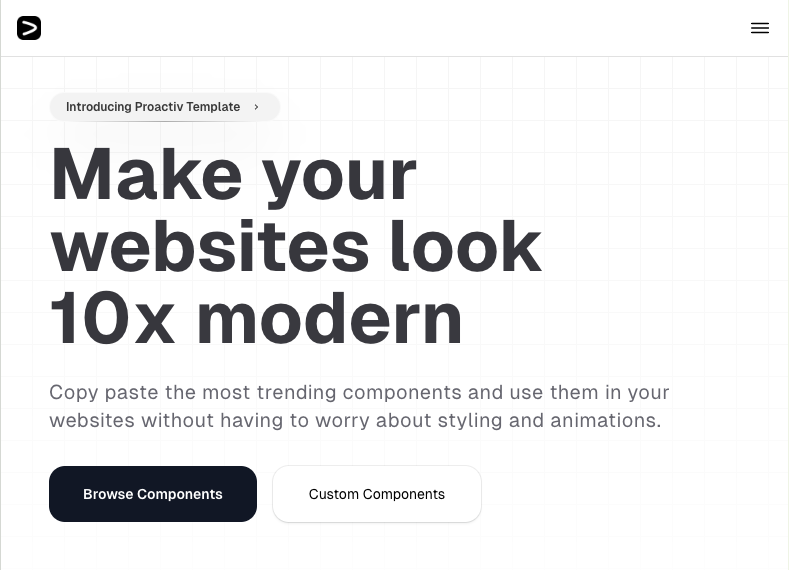 Introducing Proactiv Template
Make your
websites look
10x modern
Copy paste the most trending components and use them in your
websites without having to worry about styling and animations.
Browse Components
Custom Components